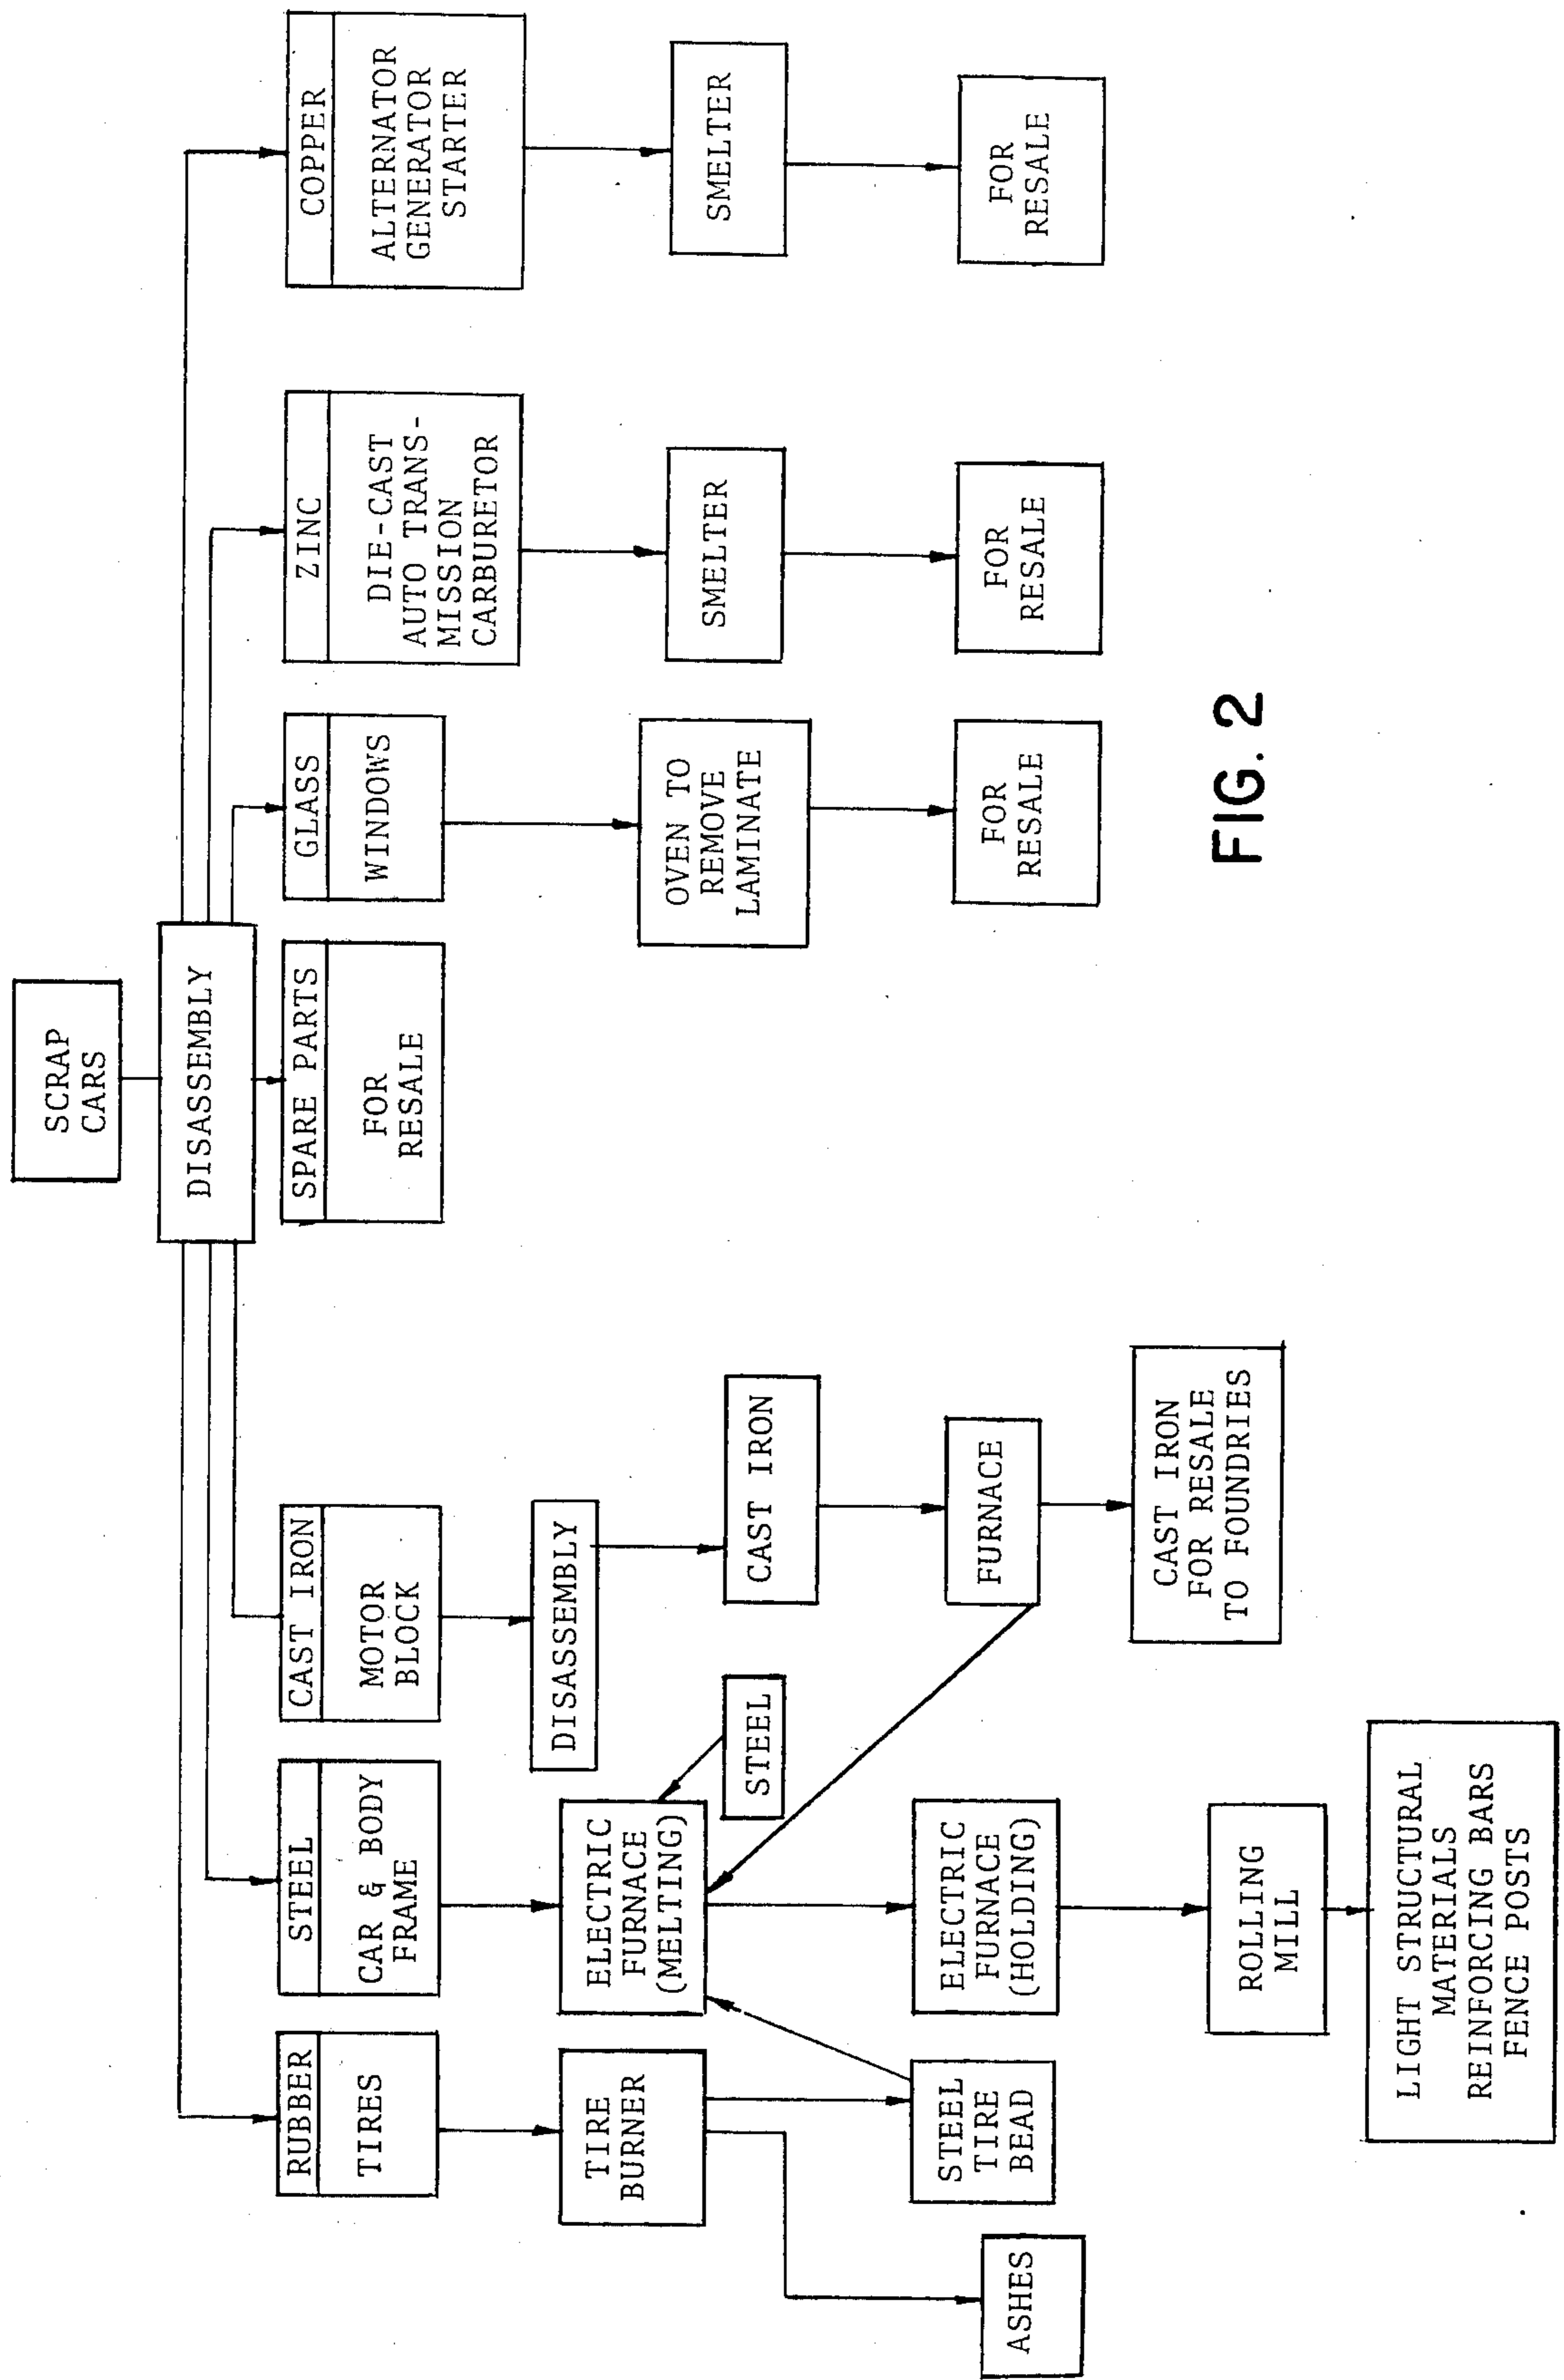 SCRAP
CARS
DISASSEMBLY
RUBBER
TIRES
STEEL
CAR & BODY
FRAME
CAST IRON
MOTOR
BLOCK
SPARE PARTS
FOR
RESALE
GLASS
WINDOWS
ZINC
DIE-CAST
AUTO TRANS-
MISSION
CARBURETOR
COPPER
ALTERNATOR
GENERATOR
STARTER
TIRE
BURNER
ELECTRIC
FURNACE
(MELTING)
DISASSEMBLY
STEEL
CAST IRON
OVEN TO
REMOVE
LAMINATE
SMELTER
SMELTER
ASHES
STEEL
TIRE
BEAD
ELECTRIC
FURNACE
(HOLDING)
FURNACE
FOR
RESALE
FOR
RESALE
FOR
RESALE
CAST IRON
FOR RESALE
TO FOUNDRIES
ROLLING
MILL
LIGHT STRUCTURAL
MATERIALS
REINFORCING BARS
FENCE POSTS
FIG. 2